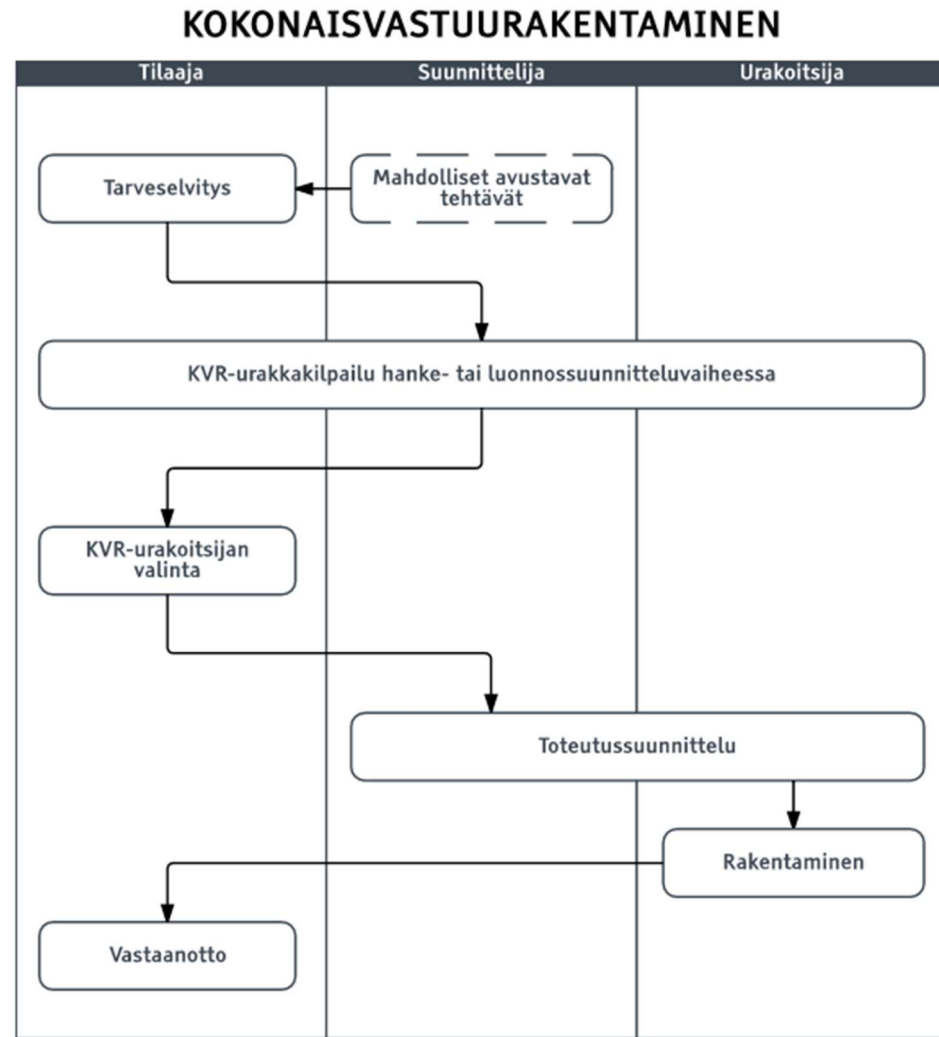 KOKONAISVASTUURAKENTAMINEN
Tilaaja
Suunnittelija
Urakoitsija
Tarveselvitys
Mahdolliset avustavat
tehtävät
KVR-urakkakilpailu hanke- tai luonnossuunnitteluvaiheessa
KVR-urakoitsijan
valinta
Toteutussuunnittelu
Rakentaminen
Vastaanotto